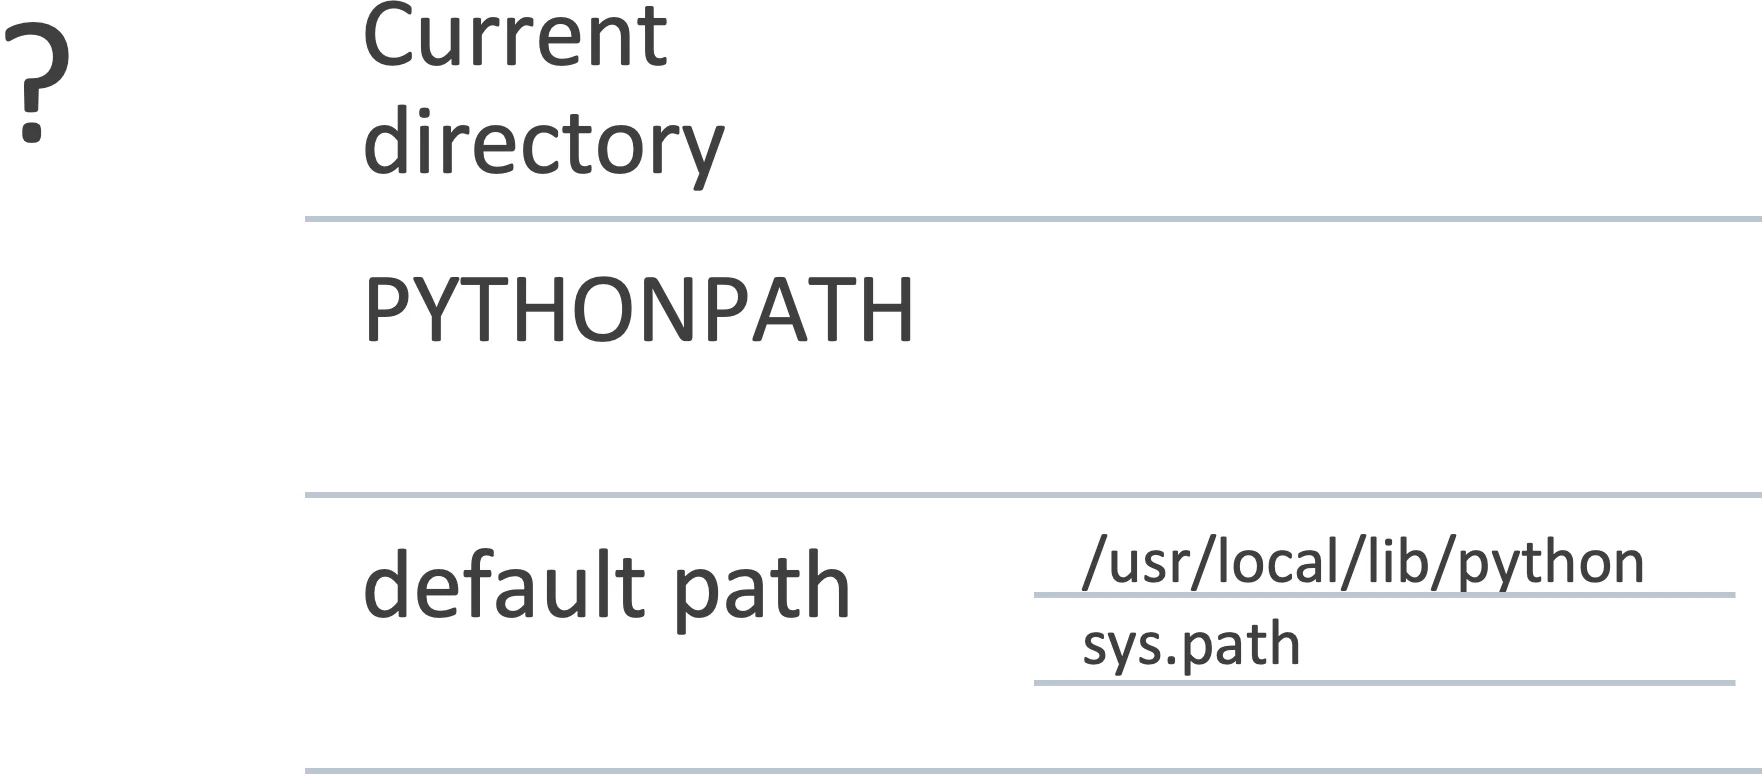 ?
Current
directory
PYTHONPATH
default path
/usr/local/lib/python
sys.path